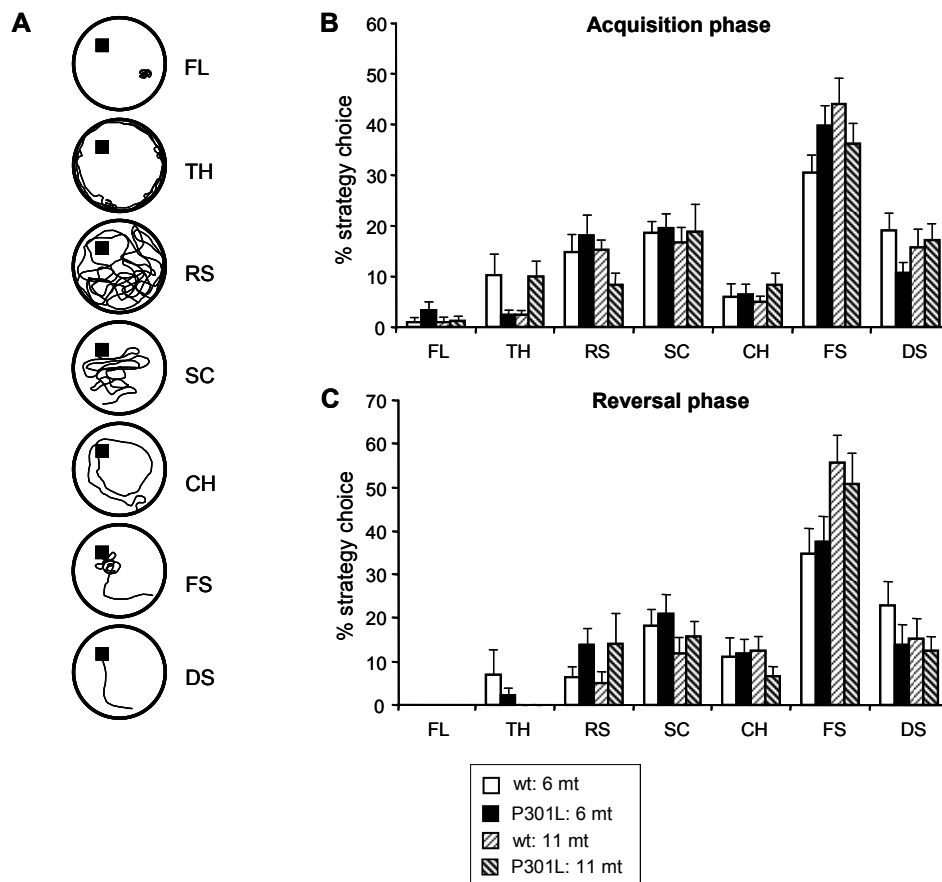 A
FL
TH
RS
SC
CH
FS
DS
B
Acquisition phase
% strategy choice
60
50
40
30
20
10
0
FL TH RS SC CH FS DS
C
Reversal phase
% strategy choice
70
60
50
40
30
20
10
0
FL TH RS SC CH FS DS
wt: 6 mt
P301L: 6 mt
wt: 11 mt
P301L: 11 mt